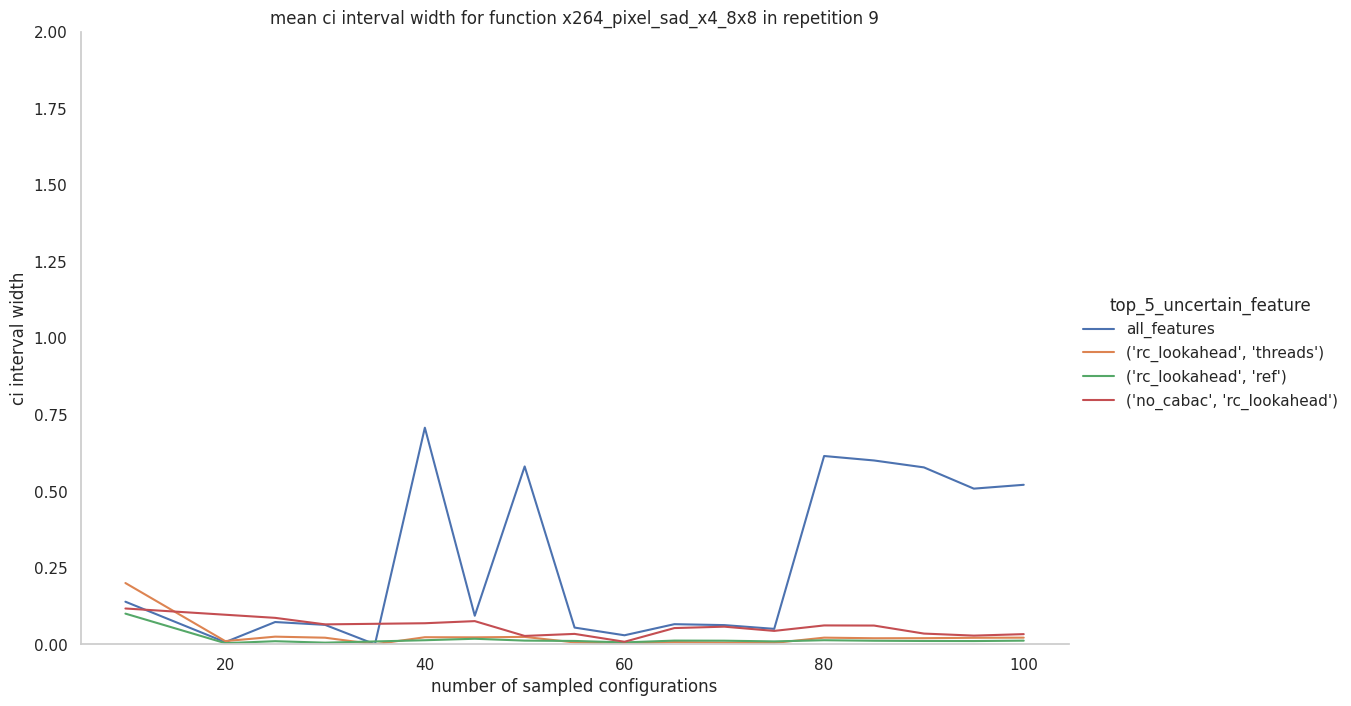 mean ci interval width for function x264_pixel_sad_x4_8x8 in repetition 9
2.00
1.75
1.50
1.25
1.00
0.75
0.50
0.25
0.00
ci interval width
20
40
60
80
100
number of sampled configurations
top_5_uncertain_feature
all_features
('rc_lookahead', 'threads')
('rc_lookahead', 'ref')
('no_cabac', 'rc_lookahead')